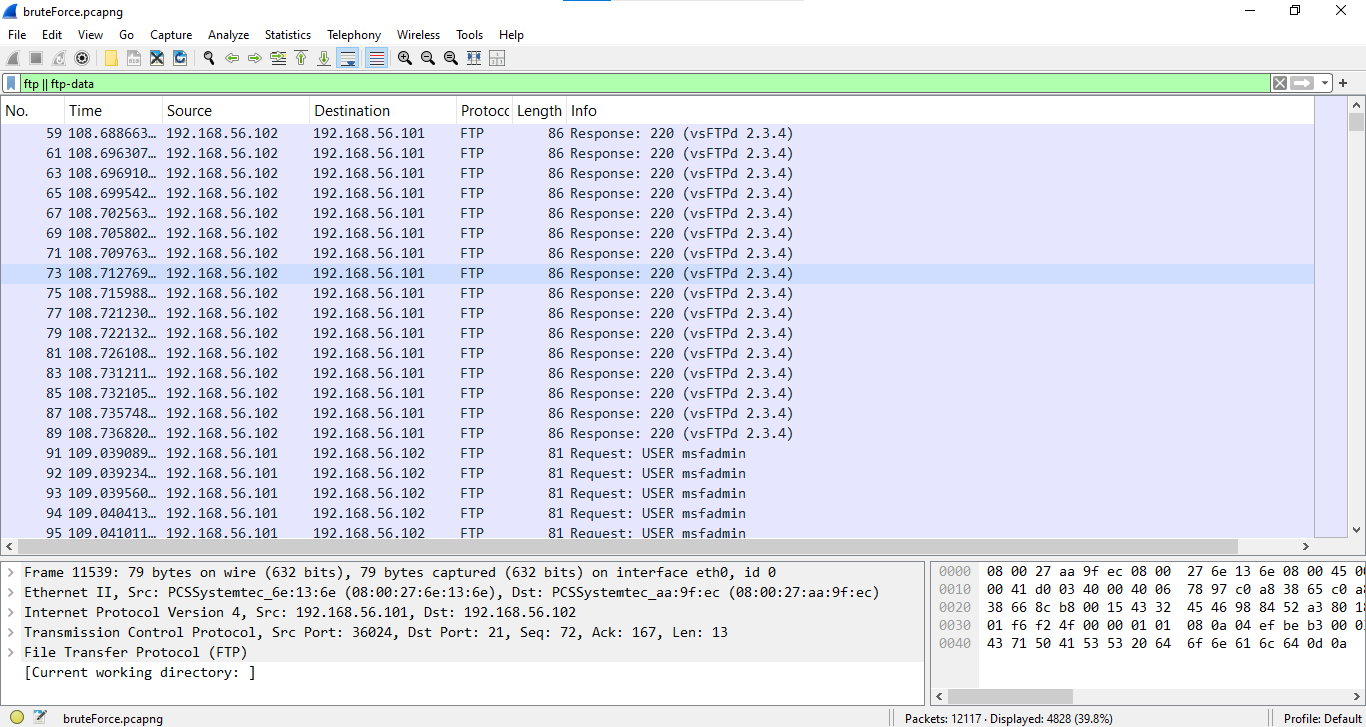 bruteForce.pcapng
File Edit View Go Capture Analyze Statistics Telephony Wireless Tools Help
ftp || ftp-data
No. Time Source Destination Protocc Length Info
59 108.688663… 192.168.56.102 192.168.56.101 FTP 86 Response: 220 (vsFTPd 2.3.4)
61 108.696307… 192.168.56.102 192.168.56.101 FTP 86 Response: 220 (vsFTPd 2.3.4)
63 108.696910… 192.168.56.102 192.168.56.101 FTP 86 Response: 220 (vsFTPd 2.3.4)
65 108.699542… 192.168.56.102 192.168.56.101 FTP 86 Response: 220 (vsFTPd 2.3.4)
67 108.702563… 192.168.56.102 192.168.56.101 FTP 86 Response: 220 (vsFTPd 2.3.4)
69 108.705802… 192.168.56.102 192.168.56.101 FTP 86 Response: 220 (vsFTPd 2.3.4)
71 108.709763… 192.168.56.102 192.168.56.101 FTP 86 Response: 220 (vsFTPd 2.3.4)
73 108.712769… 192.168.56.102 192.168.56.101 FTP 86 Response: 220 (vsFTPd 2.3.4)
75 108.715988… 192.168.56.102 192.168.56.101 FTP 86 Response: 220 (vsFTPd 2.3.4)
77 108.721230… 192.168.56.102 192.168.56.101 FTP 86 Response: 220 (vsFTPd 2.3.4)
79 108.722132… 192.168.56.102 192.168.56.101 FTP 86 Response: 220 (vsFTPd 2.3.4)
81 108.726108… 192.168.56.102 192.168.56.101 FTP 86 Response: 220 (vsFTPd 2.3.4)
83 108.731211… 192.168.56.102 192.168.56.101 FTP 86 Response: 220 (vsFTPd 2.3.4)
85 108.732105… 192.168.56.102 192.168.56.101 FTP 86 Response: 220 (vsFTPd 2.3.4)
87 108.735748… 192.168.56.102 192.168.56.101 FTP 86 Response: 220 (vsFTPd 2.3.4)
89 108.736820… 192.168.56.102 192.168.56.101 FTP 86 Response: 220 (vsFTPd 2.3.4)
91 109.039089… 192.168.56.101 192.168.56.102 FTP 81 Request: USER msfadmin
92 109.039234… 192.168.56.101 192.168.56.102 FTP 81 Request: USER msfadmin
93 109.039560… 192.168.56.101 192.168.56.102 FTP 81 Request: USER msfadmin
94 109.040413… 192.168.56.101 192.168.56.102 FTP 81 Request: USER msfadmin
95 109.041011… 192.168.56.101 192.168.56.102 FTP 81 Request: USER msfadmin
Frame 11539: 79 bytes on wire (632 bits), 79 bytes captured (632 bits) on interface eth0, id 0
Ethernet II, Src: PCSSystemtec_6e:13:6e (08:00:27:6e:13:6e), Dst: PCSSystemtec_aa:9f:ec (08:00:27:aa:9f:ec)
Internet Protocol Version 4, Src: 192.168.56.101, Dst: 192.168.56.102
Transmission Control Protocol, Src Port: 36024, Dst Port: 21, Seq: 72, Ack: 167, Len: 13
File Transfer Protocol (FTP)
[Current working directory: ]
0000 08 00 27 aa 9f ec 08 00 27 6e 13 6e 08 00 45 00
0010 00 41 d0 03 40 00 40 06 78 97 c0 a8 38 65 c0 a8
0020 38 66 8c b8 00 15 43 32 45 46 98 84 52 a3 80 18
0030 01 f6 f2 4f 00 00 01 01 08 0a 04 ef be b3 00 0
0040 43 71 50 41 53 53 20 64 6f 6e 61 6c 64 0d 0a
bruteForce.pcapng
Packets: 12117 · Displayed: 4828 (39.8%)
Profile: Default